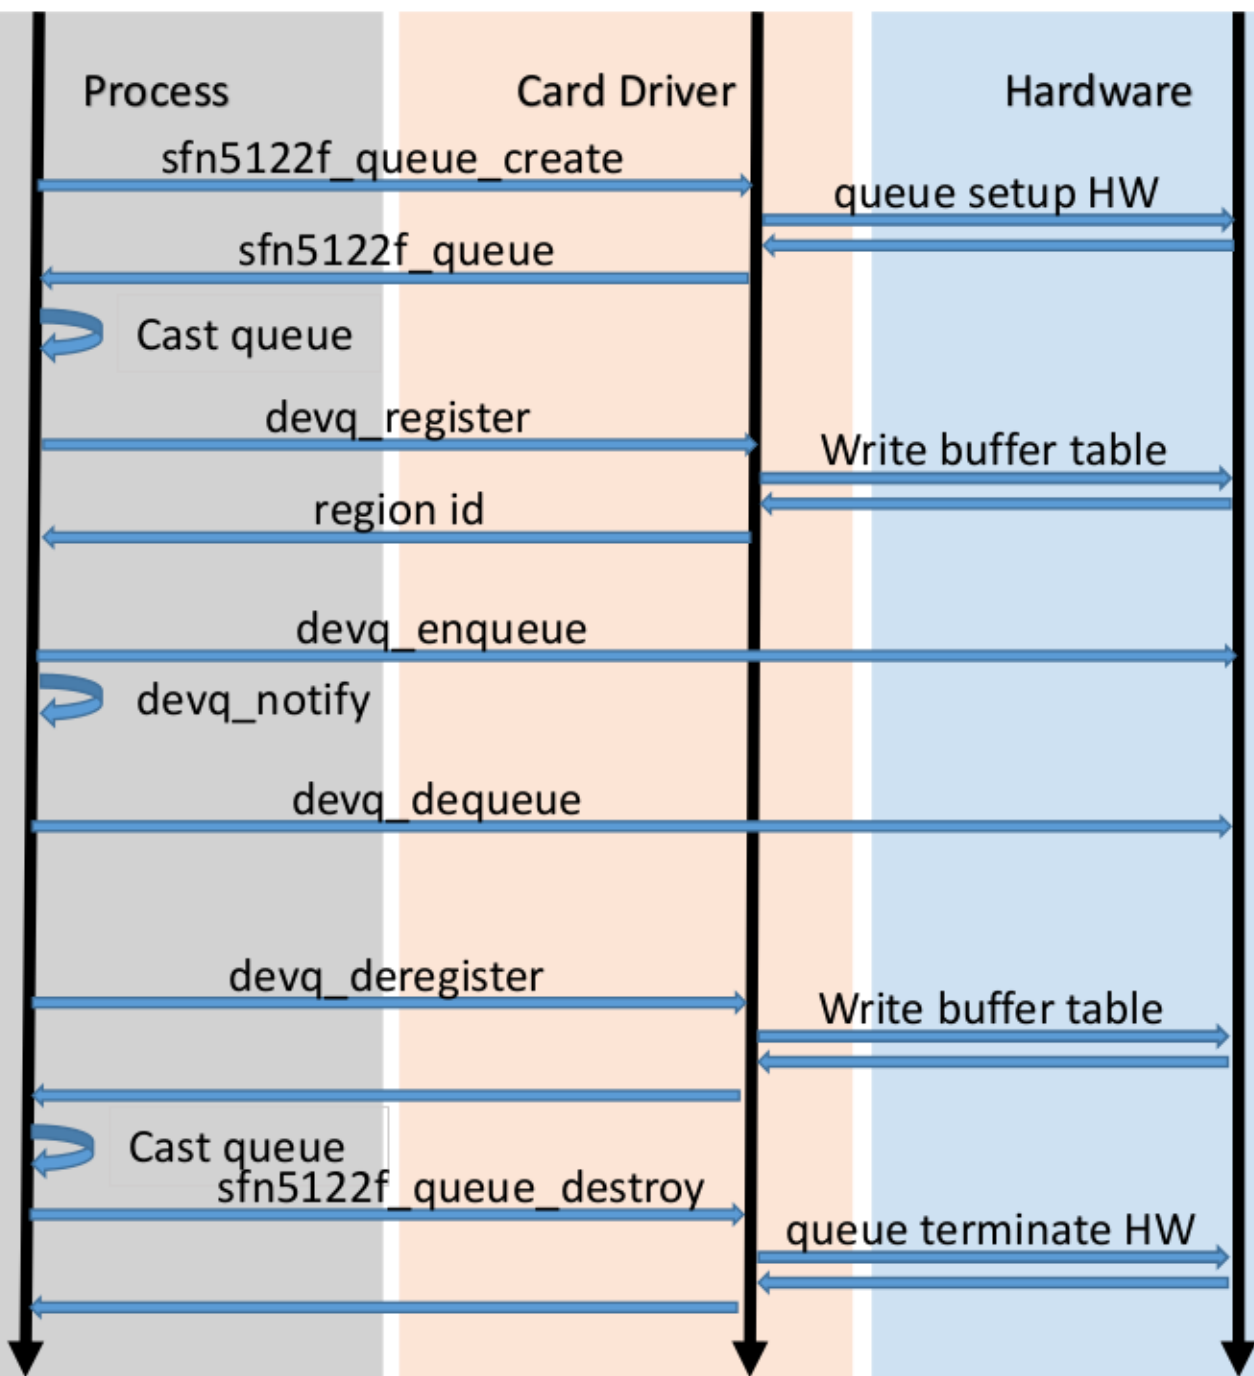 Process
Card Driver
Hardware
sfn5122f_queue_create
queue setup HW
sfn5122f_queue
Cast queue
devq_register
Write buffer table
region id
devq_enqueue
devq_notify
devq_dequeue
devq_deregister
Write buffer table
Cast queue
sfn5122f_queue_destroy
queue terminate HW